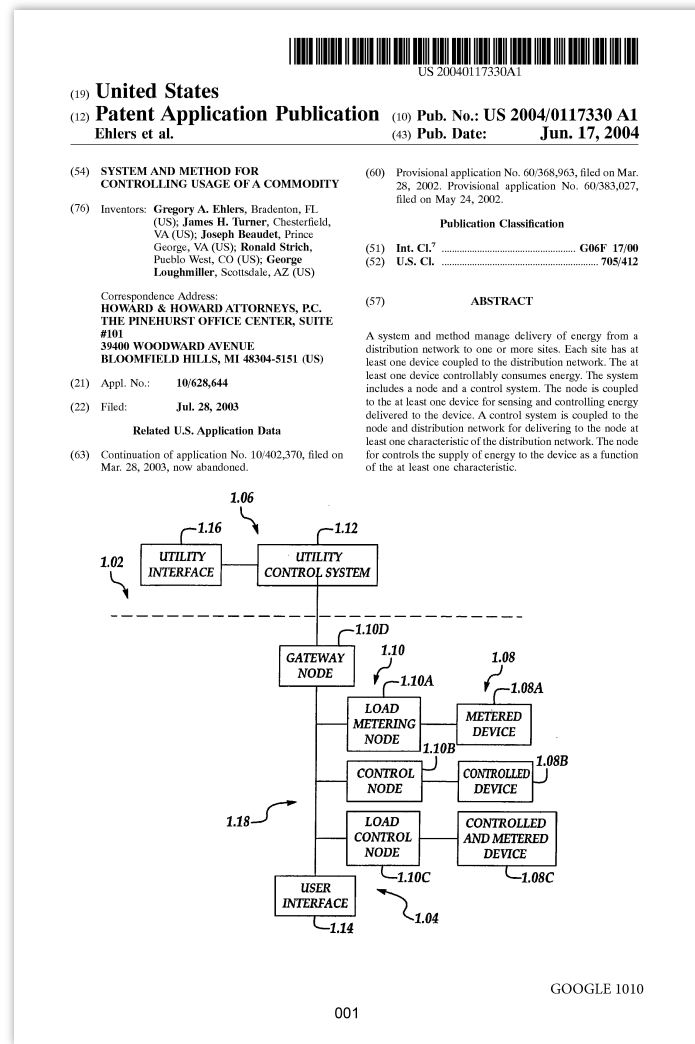 US 20040117330A1
(19) United States
(12) Patent Application Publication
Ehlers et al.
(10) Pub. No.: US 2004/0117330 A1
(43) Pub. Date: Jun. 17, 2004
(54) SYSTEM AND METHOD FOR
CONTROLLING USAGE OF A COMMODITY
(76) Inventors: Gregory A. Ehlers, Bradenton, FL
(US); James H. Turner, Chesterfield,
VA (US); Joseph Beaudet, Prince
George, VA (US); Ronald Strich,
Pueblo West, CO (US); George
Loughmiller, Scottsdale, AZ (US)
Correspondence Address:
HOWARD & HOWARD ATTORNEYS, P.C.
THE PINEHURST OFFICE CENTER, SUITE
#101
39400 WOODWARD AVENUE
BLOOMFIELD HILLS, MI 48304-5151 (US)
(21) Appl. No.: 10/628,644
(22) Filed: Jul. 28, 2003
Related U.S. Application Data
(63) Continuation of application No. 10/402,370, filed on
Mar. 28, 2003, now abandoned.
(60) Provisional application No. 60/368,963, filed on Mar.
28, 2002. Provisional application No. 60/383,027,
filed on May 24, 2002.
Publication Classification
(51) Int. Cl.7 ................................................ G06F 17/00
(52) U.S. Cl. ...................................................... 705/412
(57) ABSTRACT
A system and method manage delivery of energy from a
distribution network to one or more sites. Each site has at
least one device coupled to the distribution network. The at
least one device controllably consumes energy. The system
includes a node and a control system. The node is coupled
to the at least one device for sensing and controlling energy
delivered to the device. A control system is coupled to the
node and distribution network for delivering to the node at
least one characteristic of the distribution network. The node
for controls the supply of energy to the device as a function
of the at least one characteristic.
1.06
1.16
1.12
1.02
UTILITY
INTERFACE
UTILITY
CONTROL SYSTEM
1.10D
GATEWAY
NODE
1.10
1.08
1.10A
1.08A
LOAD
METERING
NODE
METERED
DEVICE
1.10B
1.08B
CONTROL
NODE
CONTROLLED
DEVICE
1.18
LOAD
CONTROL
NODE
CONTROLLED
AND METERED
DEVICE
1.10C
1.08C
USER
INTERFACE
1.04
1.14
GOOGLE 1010
001